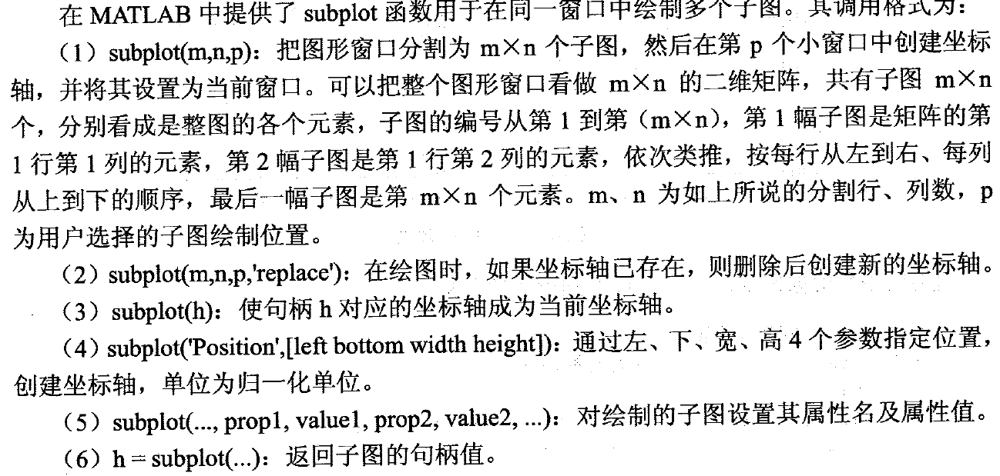 在 MATLAB 中提供了 subplot 函数用于在同一窗口中绘制多个子图。其调用格式为：
（1）subplot(m,n,p)：把图形窗口分割为 m×n 个子图，然后在第 p 个小窗口中创建坐标
轴，并将其设置为当前窗口。可以把整个图形窗口看做 m×n 的二维矩阵，共有子图 m×n
个，分别看成是整图的各个元素，子图的编号从第 1 到第（m×n），第 1 幅子图是矩阵的第
1 行第 1 列的元素，第 2 幅子图是第 1 行第 2 列的元素，依次类推，按每行从左到右、每列
从上到下的顺序，最后一幅子图是第 m×n 个元素。m、n 为如上所说的分割行、列数，p
为用户选择的子图绘制位置。
（2）subplot(m,n,p,'replace')：在绘图时，如果坐标轴已存在，则删除后创建新的坐标轴。
（3）subplot(h)：使句柄 h 对应的坐标轴成为当前坐标轴。
（4）subplot('Position',[left bottom width height])：通过左、下、宽、高 4 个参数指定位置，
创建坐标轴，单位为归一化单位。
（5）subplot(..., prop1, value1, prop2, value2, ...)：对绘制的子图设置其属性名及属性值。
（6）h = subplot(...)：返回子图的句柄值。